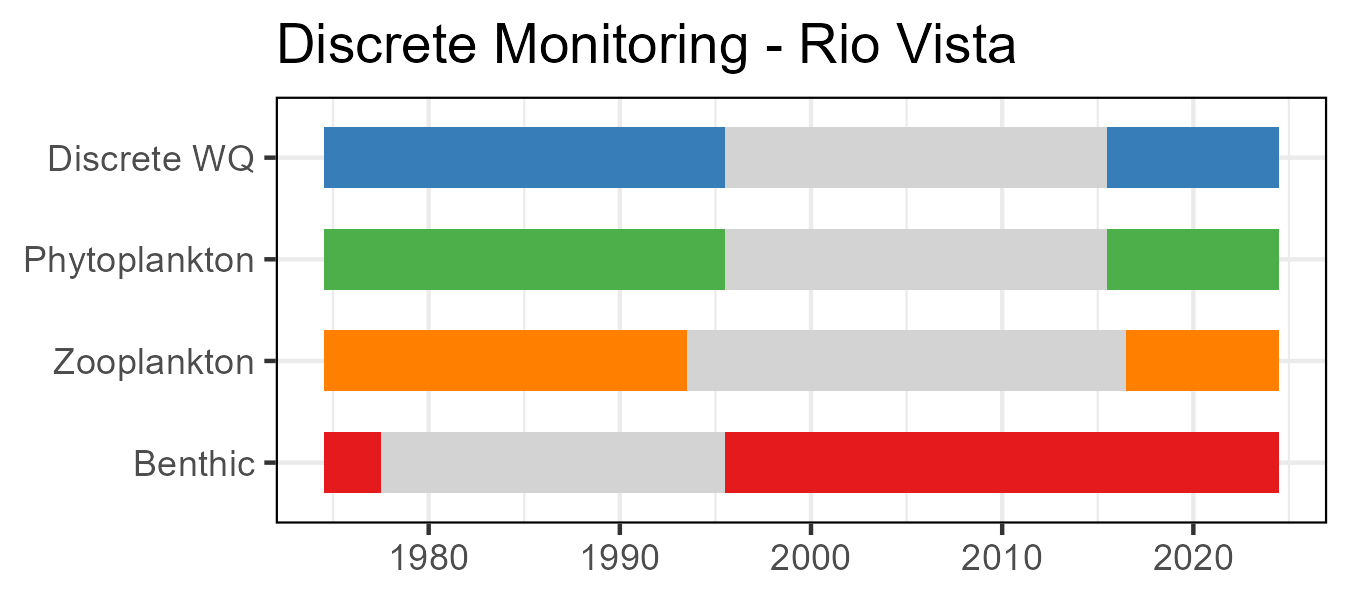 Discrete Monitoring - Rio Vista
Discrete WQ
Phytoplankton
Zooplankton
Benthic
1980 1990 2000 2010 2020